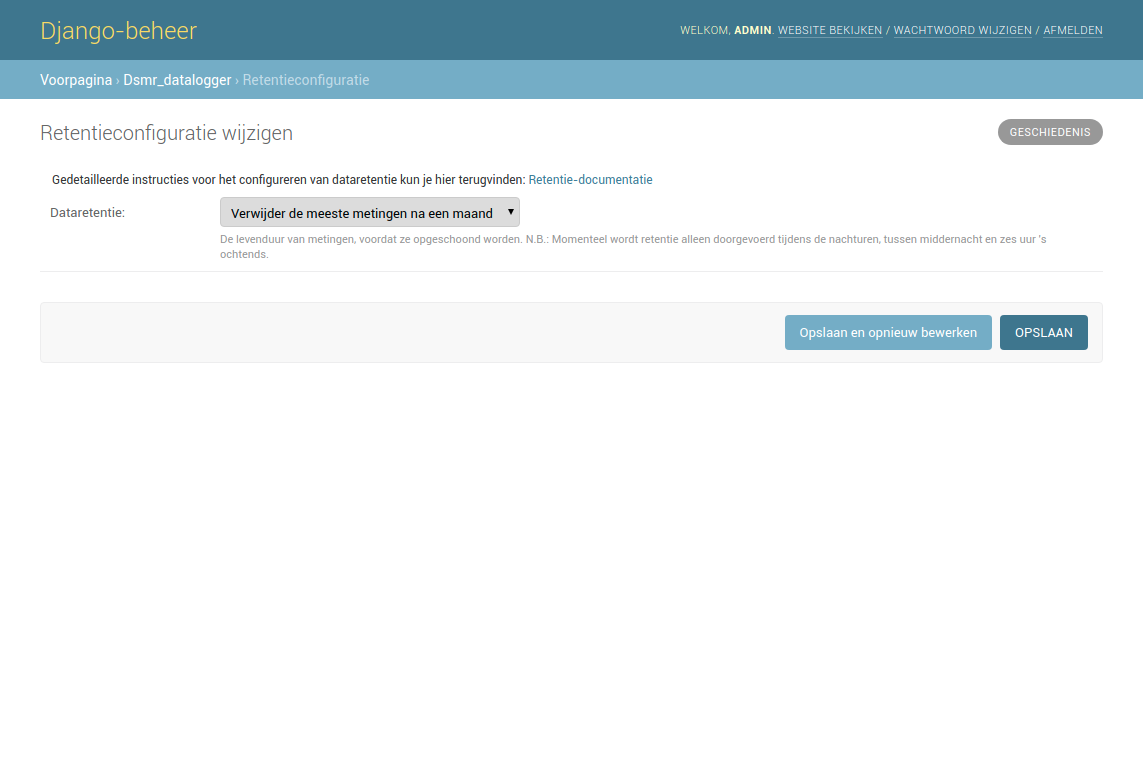 Django-beheer
WELKOM, ADMIN. WEBSITE BEKIJKEN / WACHTWOORD WIJZIGEN / AFMELDEN
Voorpagina › Dsmr_datalogger › Retentieconfiguratie
Retentieconfiguratie wijzigen
GESCHIEDENIS
Gedetailleerde instructies voor het configureren van dataretentie kun je hier terugvinden: Retentie-documentatie
Dataretentie:
Verwijder de meeste metingen na een maand
De levenduur van metingen, voordat ze opgeschoond worden. N.B.: Momenteel wordt retentie alleen doorgevoerd tijdens de nachturen, tussen middernacht en zes uur 's
ochtends.
Opslaan en opnieuw bewerken
OPSLAAN